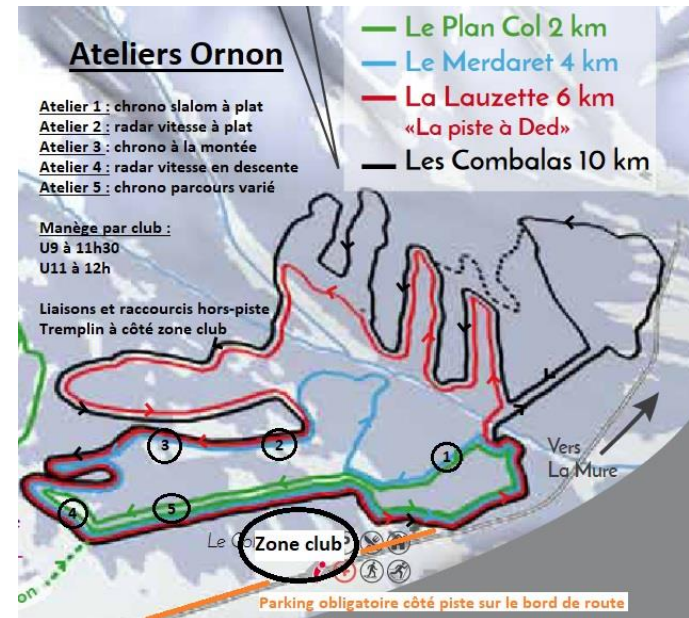 Ateliers Ornon
Atelier 1 : chrono slalom à plat
Atelier 2 : radar vitesse à plat
Atelier 3 : chrono à la montée
Atelier 4 : radar vitesse en descente
Atelier 5 : chrono parcours varié
Manège par club :
U9 à 11h30
U11 à 12h
Liaisons et raccourcis hors-piste
Tremplin à côté zone club
Le Plan Col 2 km
Le Merdaret 4 km
La Lauzette 6 km
«La piste à Ded»
Les Combalas 10 km
3
2
1
Vers
La Mure
4
5
Le Co
Zone club
on
Parking obligatoire côté piste sur le bord de route